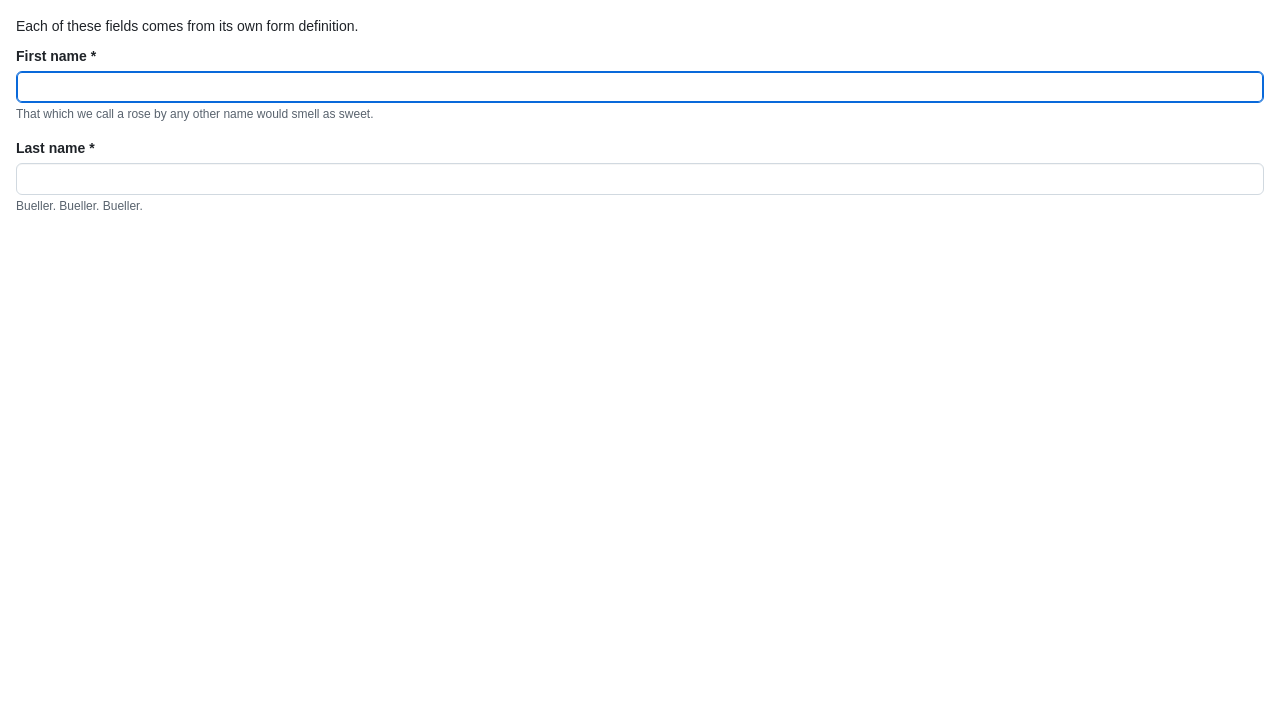 Each of these fields comes from its own form definition.
First name *
That which we call a rose by any other name would smell as sweet.
Last name *
Bueller. Bueller. Bueller.